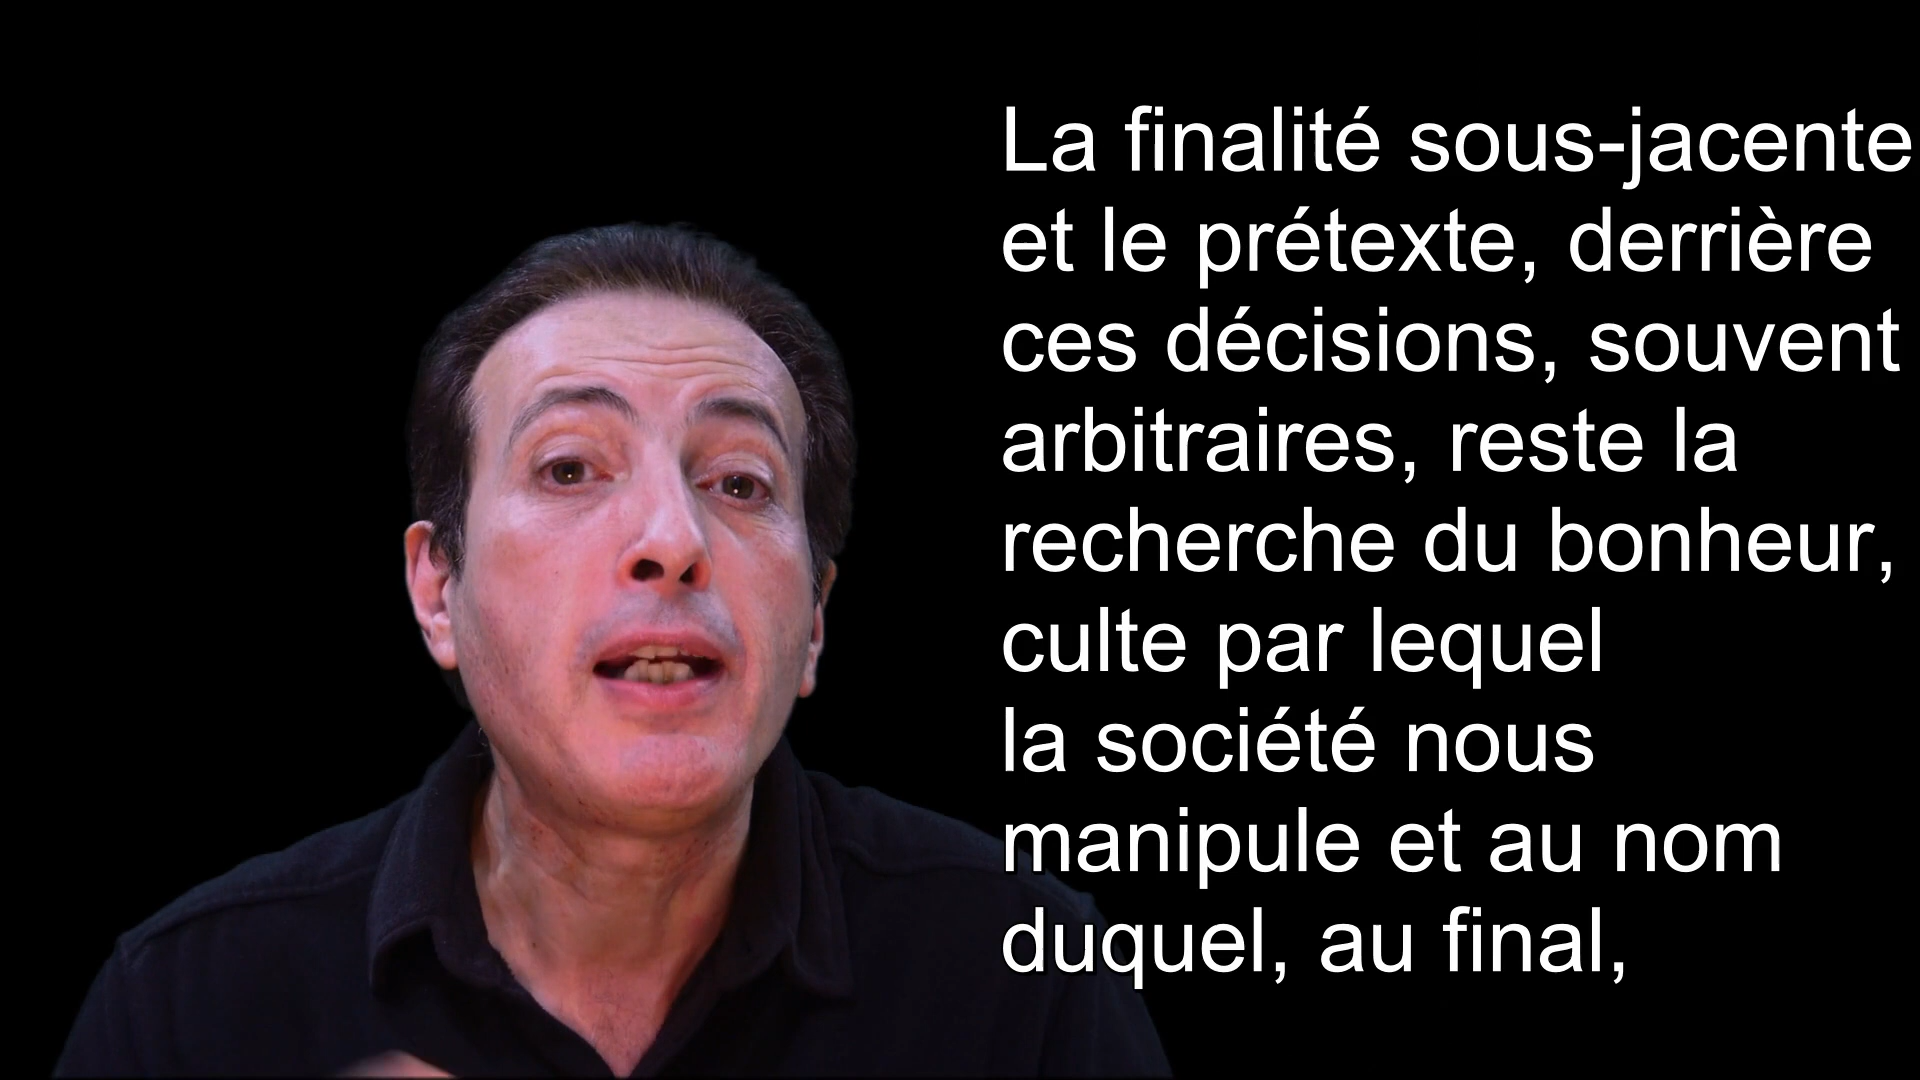 La finalité sous-jacente
et le prétexte, derrière
ces décisions, souvent
arbitraires, reste la
recherche du bonheur,
culte par lequel
la société nous
manipule et au nom
duquel, au final,